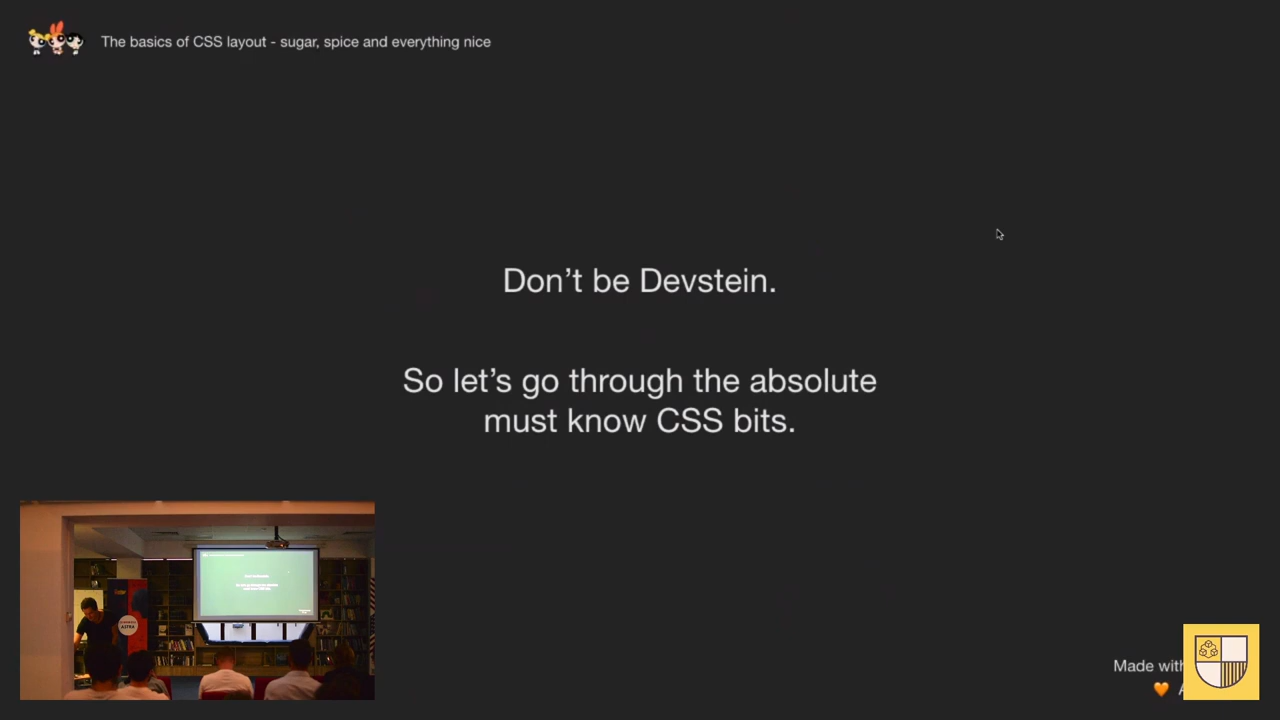 The basics of CSS layout - sugar, spice and everything nice
Don’t be Devstein.
So let’s go through the absolute
must know CSS bits.
ASTRA
Made with